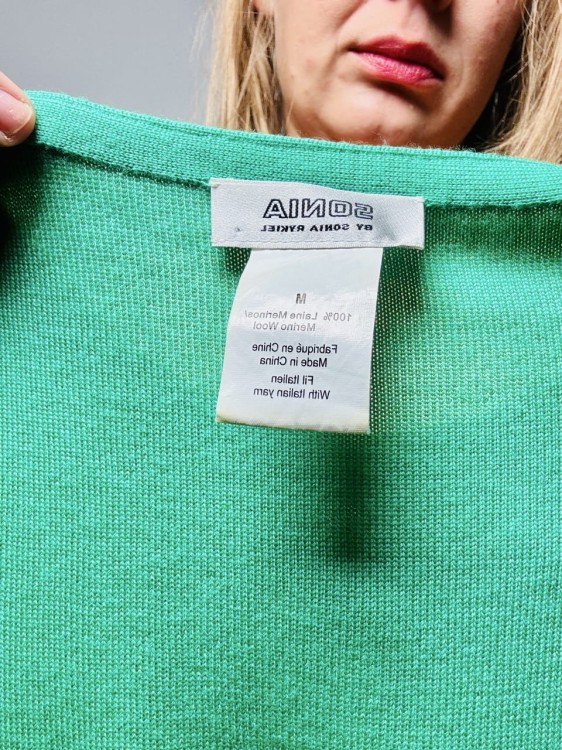 SONIA
BY SONIA RYKIEL
M
100% Laine Merinos/
Merino Wool
Fabriqué en Chine
Made in China
Fil Italien
With Italian yarn